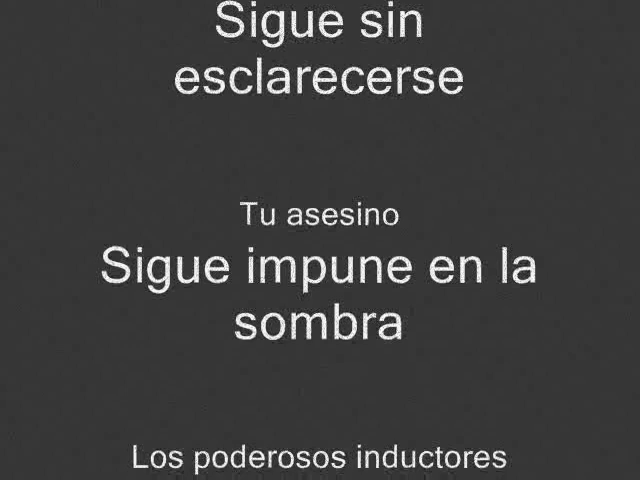 Sigue sin
esclarecerse
Tu asesino
Sigue impune en la
sombra
Los poderosos inductores